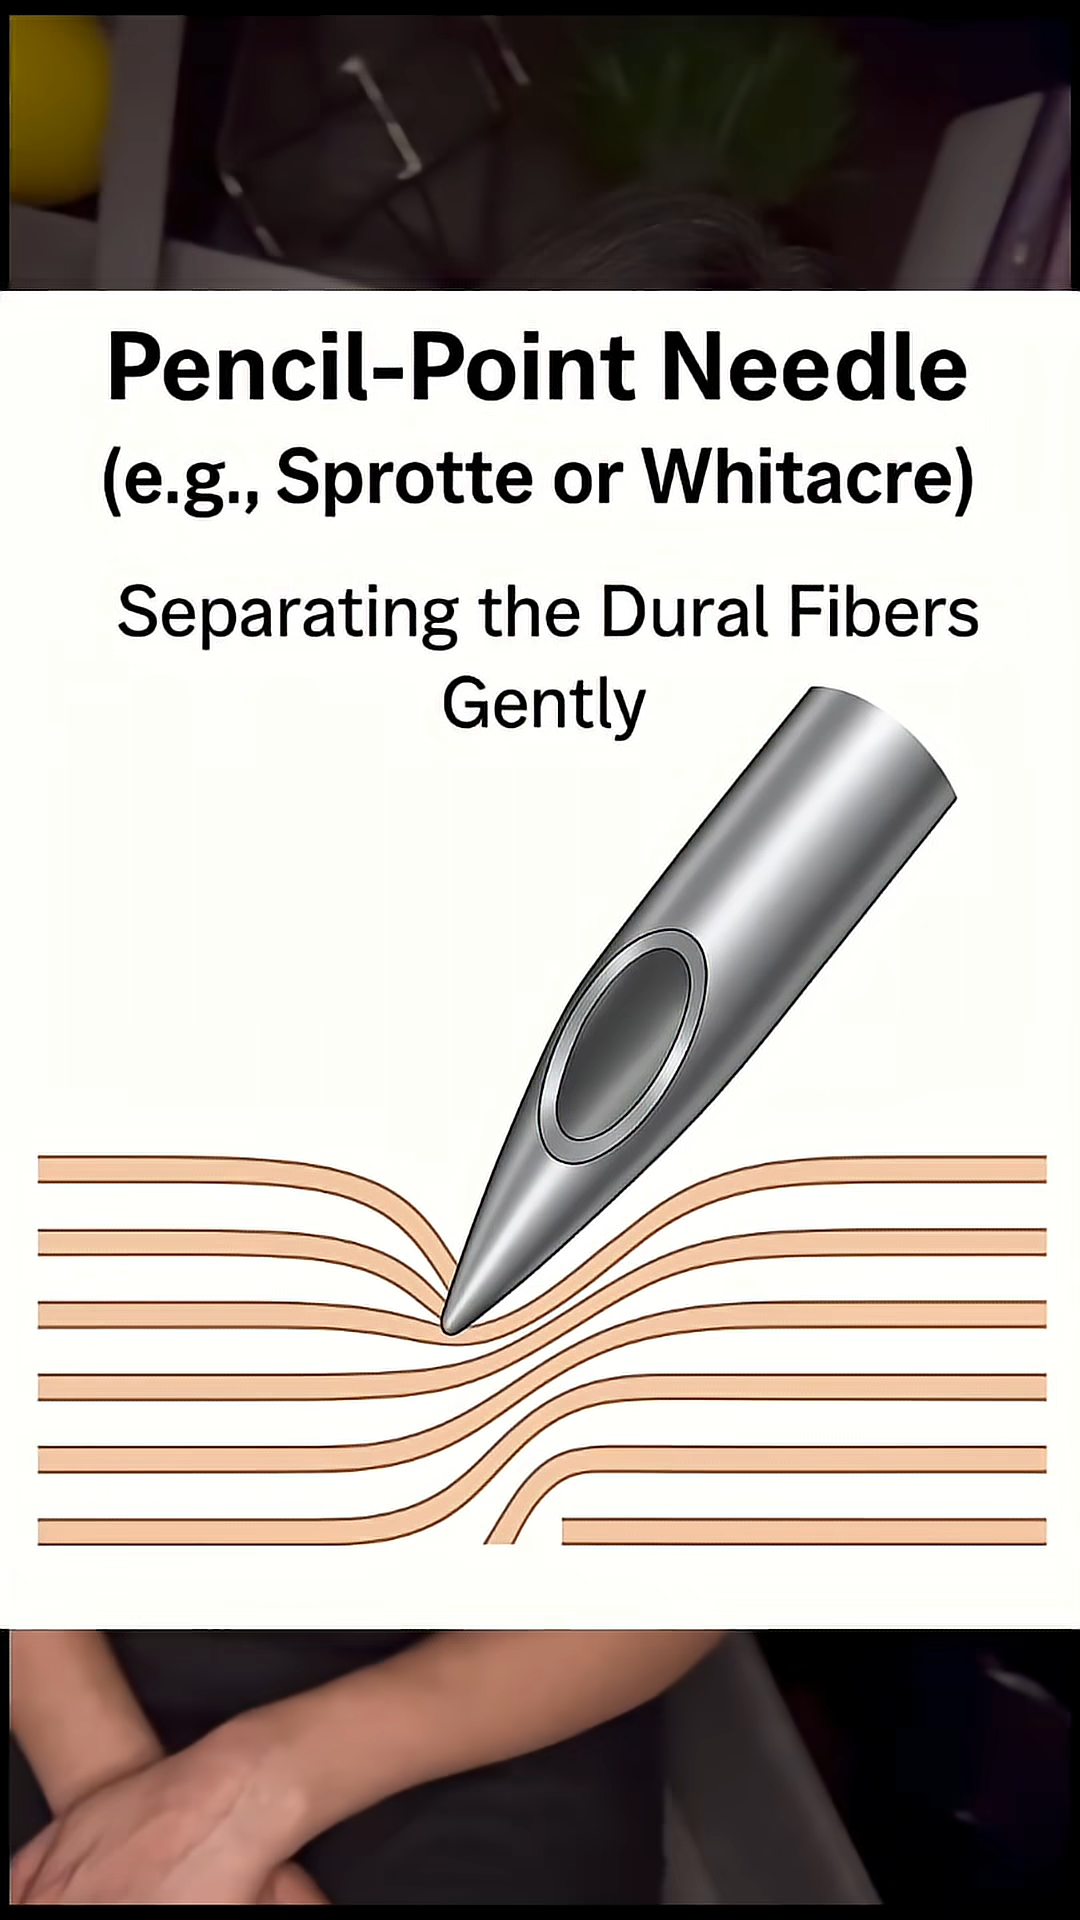 Pencil-Point Needle
(e.g., Sprotte or Whitacre)
Separating the Dural Fibers
Gently